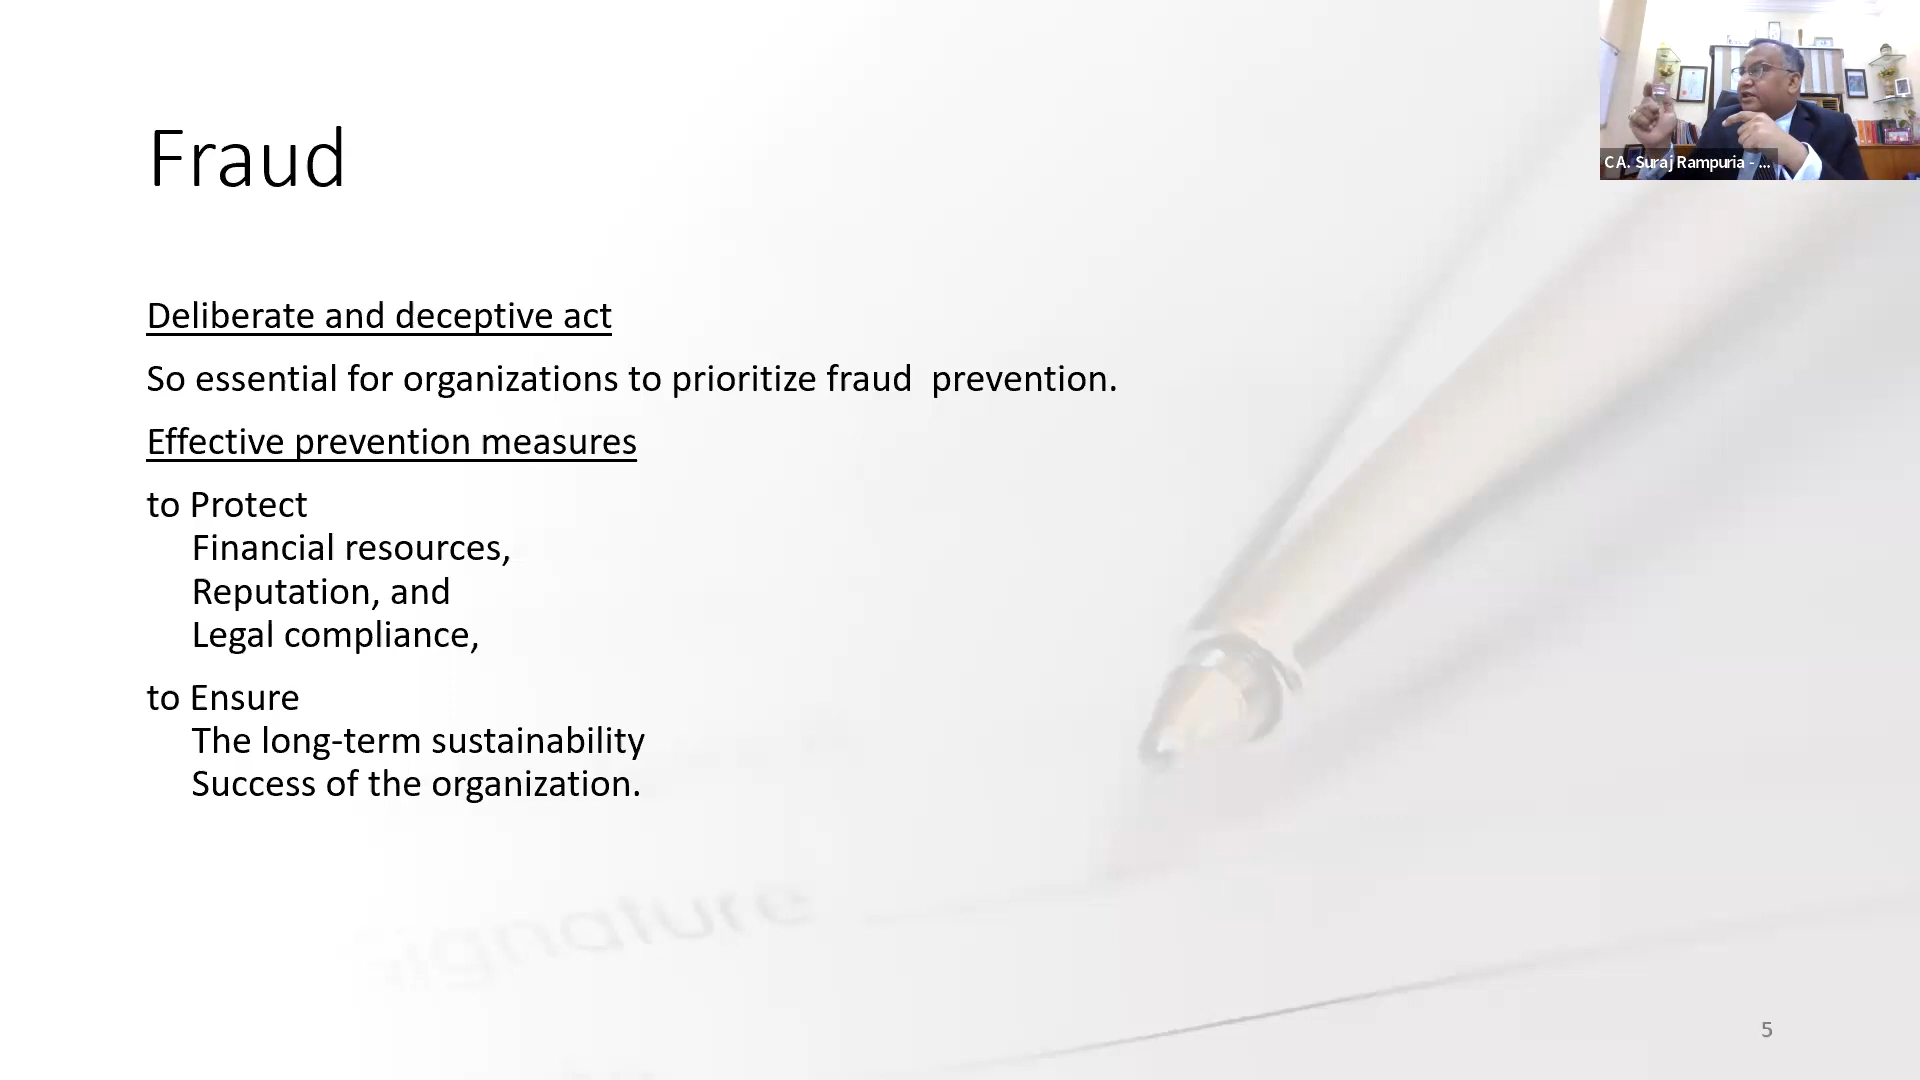 Fraud
C A. Suraj Rampuria - ...
Deliberate and deceptive act
So essential for organizations to prioritize fraud  prevention.
Effective prevention measures
to Protect
Financial resources,
Reputation, and
Legal compliance,
to Ensure
The long-term sustainability
Success of the organization.
ignature
5